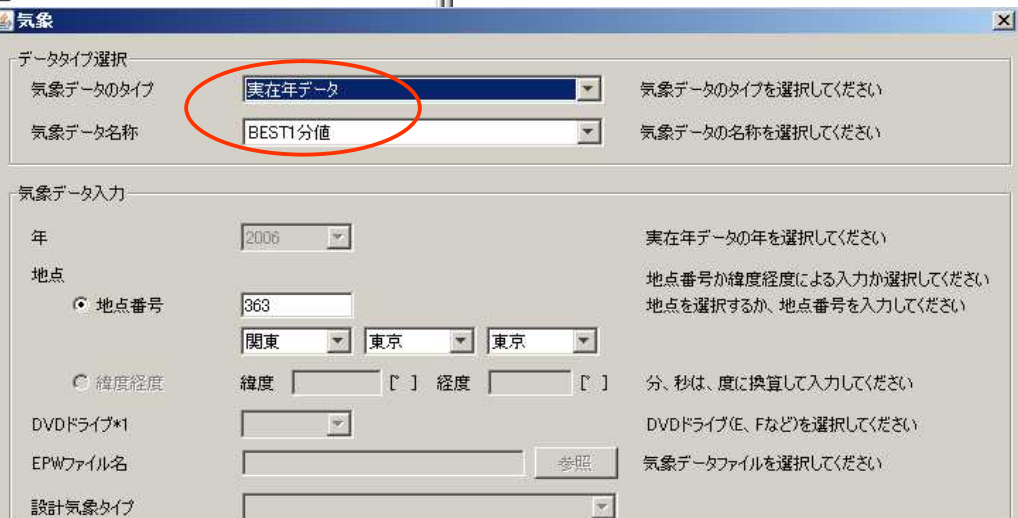 気象
データタイプ選択
気象データのタイプ 実在年データ 気象データのタイプを選択してください
気象データ名称 BEST1分値 気象データの名称を選択してください
気象データ入力
年 2006 実在年データの年を選択してください
地点 地点番号か緯度経度による入力か選択してください
地点番号 363 地点を選択するか、地点番号を入力してください
関東 東京 東京
緯度経度 緯度 [° ] 経度 [° ] 分、秒は、度に換算して入力してください
DVDドライブ*1 DVDドライブ(E、Fなど)を選択してください
EPWファイル名 参照 気象データファイルを選択してください
設計気象タイプ